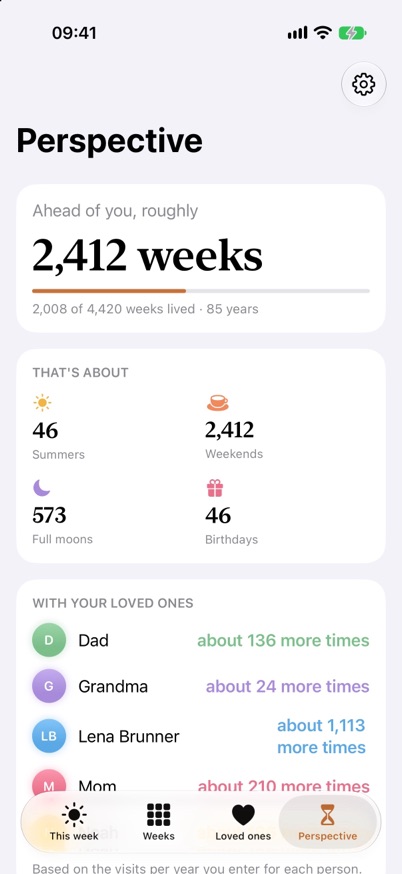 09:41
Perspective
Ahead of you, roughly
2,412 weeks
2,008 of 4,420 weeks lived · 85 years
THAT'S ABOUT
46
Summers
2,412
Weekends
573
Full moons
46
Birthdays
WITH YOUR LOVED ONES
D Dad about 136 more times
G Grandma about 24 more times
LB Lena Brunner about 1,113
more times
M Mom about 210 more times
This week Weeks Loved ones Perspective
Based on the visits per year you enter for each person.